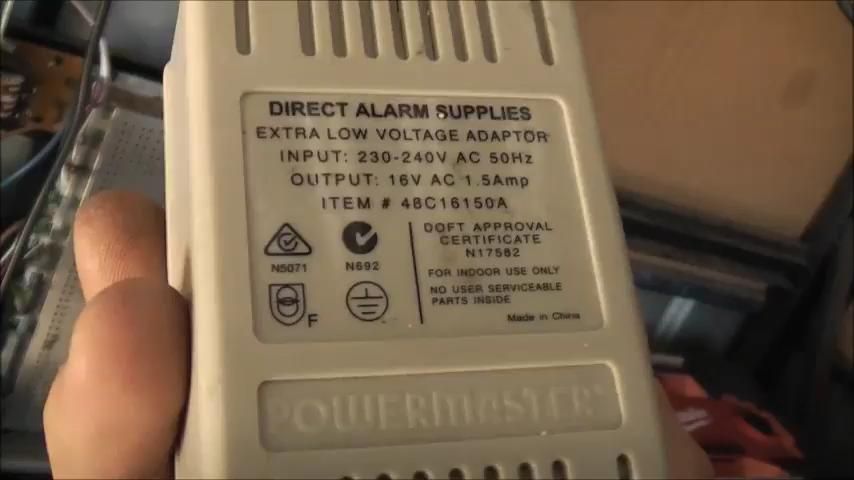 DIRECT ALARM SUPPLIES
EXTRA LOW VOLTAGE ADAPTOR
INPUT: 230-240V AC 50Hz
OUTPUT: 16V AC 1.5Amp
ITEM # 48C16150A
N5071
N692
F
DOFT APPROVAL
CERTIFICATE
N17582
FOR INDOOR USE ONLY
NO USER SERVICEABLE
PARTS INSIDE
Made in China
POWERMASTER